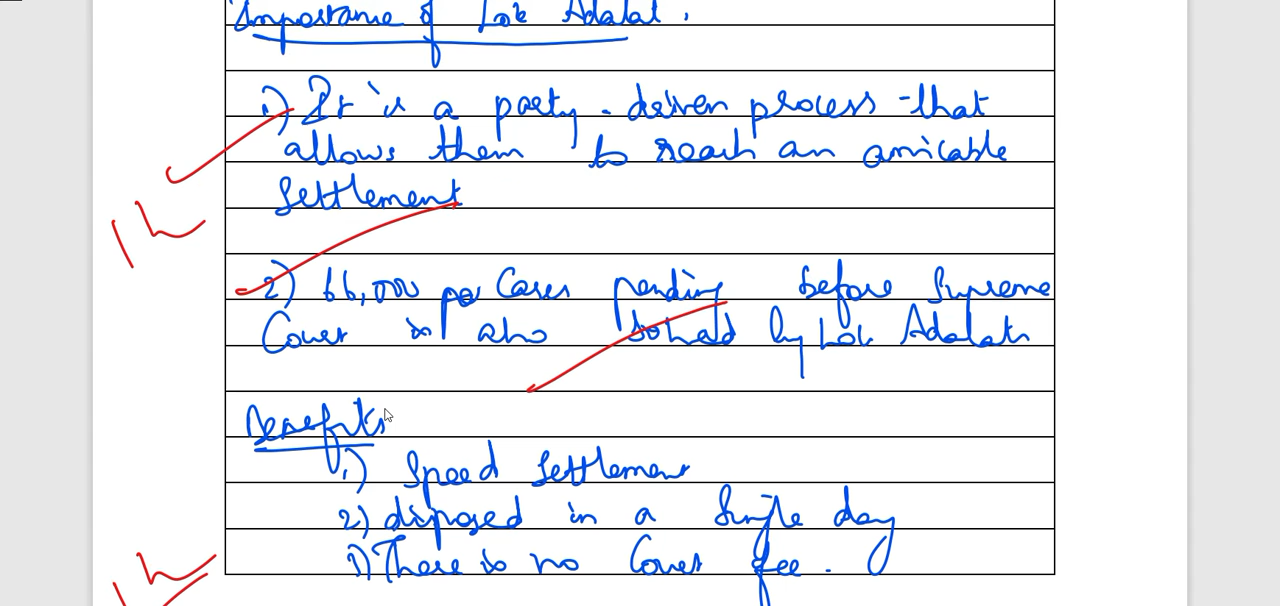 Importance of Lok Adalat.
1) It is a party-driven process that
allows them to reach an amicable
Settlement
2) 66,000 Cases pending before Supreme
Court is also solved by Lok Adalats
Benefits
1) Speed Settlement
2) disposed in a Single day
1) There is no Court fee.